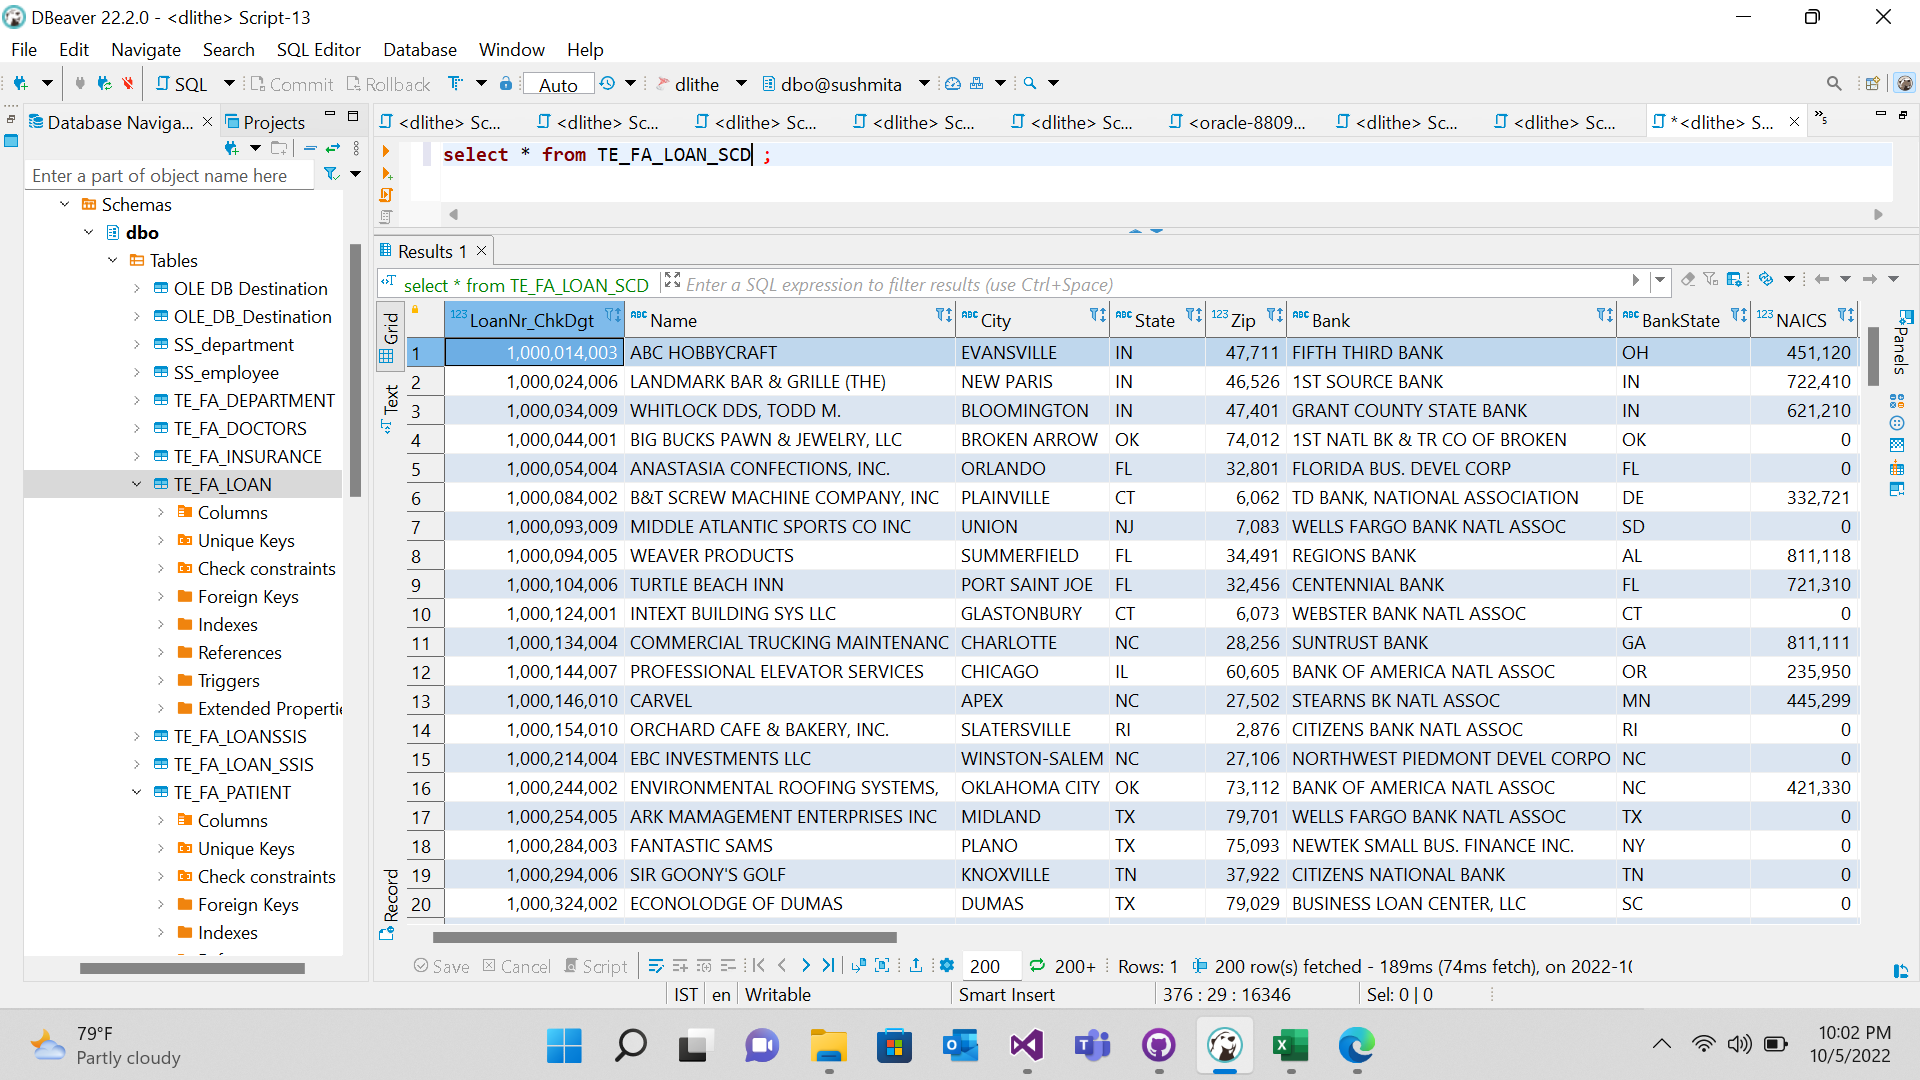 DBeaver 22.2.0 - <dlithe> Script-13
File Edit Navigate Search SQL Editor Database Window Help
SQL Commit Rollback Auto dlithe dbo@sushmita
Database Naviga... Projects
<dlithe> Sc... <dlithe> Sc... <dlithe> Sc... <dlithe> Sc... <dlithe> Sc... <oracle-8809... <dlithe> Sc... <dlithe> Sc... *<dlithe> S... »5
Enter a part of object name here
Schemas
dbo
Tables
OLE DB Destination
OLE_DB_Destination
SS_department
SS_employee
TE_FA_DEPARTMENT
TE_FA_DOCTORS
TE_FA_INSURANCE
TE_FA_LOAN
Columns
Unique Keys
Check constraints
Foreign Keys
Indexes
References
Triggers
Extended Properti
TE_FA_LOANSSIS
TE_FA_LOAN_SSIS
TE_FA_PATIENT
Columns
Unique Keys
Check constraints
Foreign Keys
Indexes
select * from TE_FA_LOAN_SCD ;
Results 1
select * from TE_FA_LOAN_SCD Enter a SQL expression to filter results (use Ctrl+Space)
Grid
Text
Record
Panels
123 LoanNr_ChkDgt ABC Name ABC City ABC State 123 Zip ABC Bank ABC BankState 123 NAICS
1 1,000,014,003 ABC HOBBYCRAFT EVANSVILLE IN 47,711 FIFTH THIRD BANK OH 451,120
2 1,000,024,006 LANDMARK BAR & GRILLE (THE) NEW PARIS IN 46,526 1ST SOURCE BANK IN 722,410
3 1,000,034,009 WHITLOCK DDS, TODD M. BLOOMINGTON IN 47,401 GRANT COUNTY STATE BANK IN 621,210
4 1,000,044,001 BIG BUCKS PAWN & JEWELRY, LLC BROKEN ARROW OK 74,012 1ST NATL BK & TR CO OF BROKEN OK 0
5 1,000,054,004 ANASTASIA CONFECTIONS, INC. ORLANDO FL 32,801 FLORIDA BUS. DEVEL CORP FL 0
6 1,000,084,002 B&T SCREW MACHINE COMPANY, INC PLAINVILLE CT 6,062 TD BANK, NATIONAL ASSOCIATION DE 332,721
7 1,000,093,009 MIDDLE ATLANTIC SPORTS CO INC UNION NJ 7,083 WELLS FARGO BANK NATL ASSOC SD 0
8 1,000,094,005 WEAVER PRODUCTS SUMMERFIELD FL 34,491 REGIONS BANK AL 811,118
9 1,000,104,006 TURTLE BEACH INN PORT SAINT JOE FL 32,456 CENTENNIAL BANK FL 721,310
10 1,000,124,001 INTEXT BUILDING SYS LLC GLASTONBURY CT 6,073 WEBSTER BANK NATL ASSOC CT 0
11 1,000,134,004 COMMERCIAL TRUCKING MAINTENANC CHARLOTTE NC 28,256 SUNTRUST BANK GA 811,111
12 1,000,144,007 PROFESSIONAL ELEVATOR SERVICES CHICAGO IL 60,605 BANK OF AMERICA NATL ASSOC OR 235,950
13 1,000,146,010 CARVEL APEX NC 27,502 STEARNS BK NATL ASSOC MN 445,299
14 1,000,154,010 ORCHARD CAFE & BAKERY, INC. SLATERSVILLE RI 2,876 CITIZENS BANK NATL ASSOC RI 0
15 1,000,214,004 EBC INVESTMENTS LLC WINSTON-SALEM NC 27,106 NORTHWEST PIEDMONT DEVEL CORPO NC 0
16 1,000,244,002 ENVIRONMENTAL ROOFING SYSTEMS, OKLAHOMA CITY OK 73,112 BANK OF AMERICA NATL ASSOC NC 421,330
17 1,000,254,005 ARK MAMAGEMENT ENTERPRISES INC MIDLAND TX 79,701 WELLS FARGO BANK NATL ASSOC TX 0
18 1,000,284,003 FANTASTIC SAMS PLANO TX 75,093 NEWTEK SMALL BUS. FINANCE INC. NY 0
19 1,000,294,006 SIR GOONY'S GOLF KNOXVILLE TN 37,922 CITIZENS NATIONAL BANK TN 0
20 1,000,324,002 ECONOLODGE OF DUMAS DUMAS TX 79,029 BUSINESS LOAN CENTER, LLC SC 0
Save Cancel Script 200 200+ Rows: 1 200 row(s) fetched - 189ms (74ms fetch), on 2022-10
IST en Writable Smart Insert 376 : 29 : 16346 Sel: 0 | 0
79°F
Partly cloudy
10:02 PM
10/5/2022